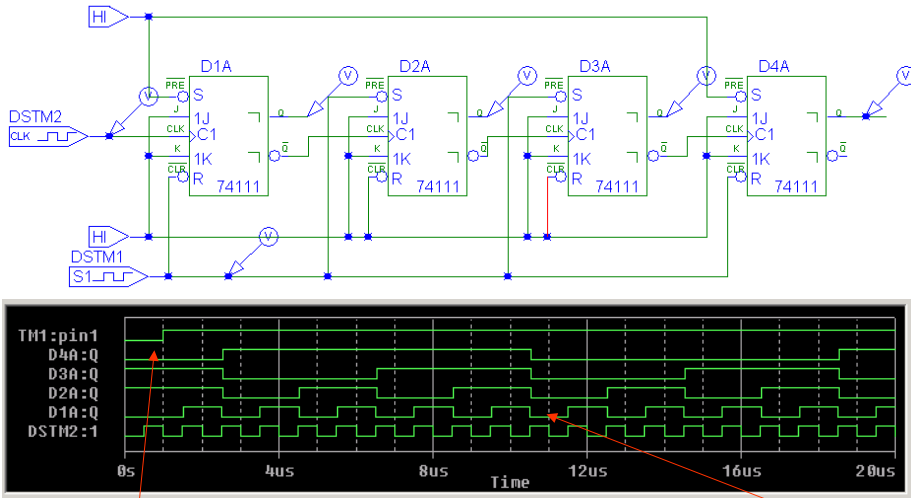 HI
D1A
D2A
D3A
D4A
PRE
S
V
PRE
S
V
PRE
S
V
PRE
S
V
DSTM2
V
CLK
J
1J
Q
CLK
C1
K
1K
Q
CLR
R
74111
J
1J
Q
CLK
C1
K
1K
Q
CLR
R
74111
J
1J
Q
CLK
C1
K
1K
Q
CLR
R
74111
J
1J
Q
CLK
C1
K
1K
Q
CLR
R
74111
HI
V
DSTM1
S1
TM1:pin1
D4A:Q
D3A:Q
D2A:Q
D1A:Q
DSTM2:1
0s 4us 8us 12us 16us 20us
Time